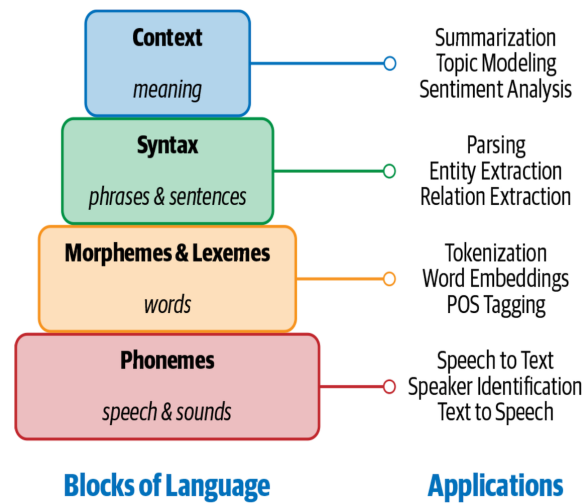 Context
meaning
Summarization
Topic Modeling
Sentiment Analysis
Syntax
phrases & sentences
Parsing
Entity Extraction
Relation Extraction
Morphemes & Lexemes
words
Tokenization
Word Embeddings
POS Tagging
Phonemes
speech & sounds
Speech to Text
Speaker Identification
Text to Speech
Blocks of Language
Applications